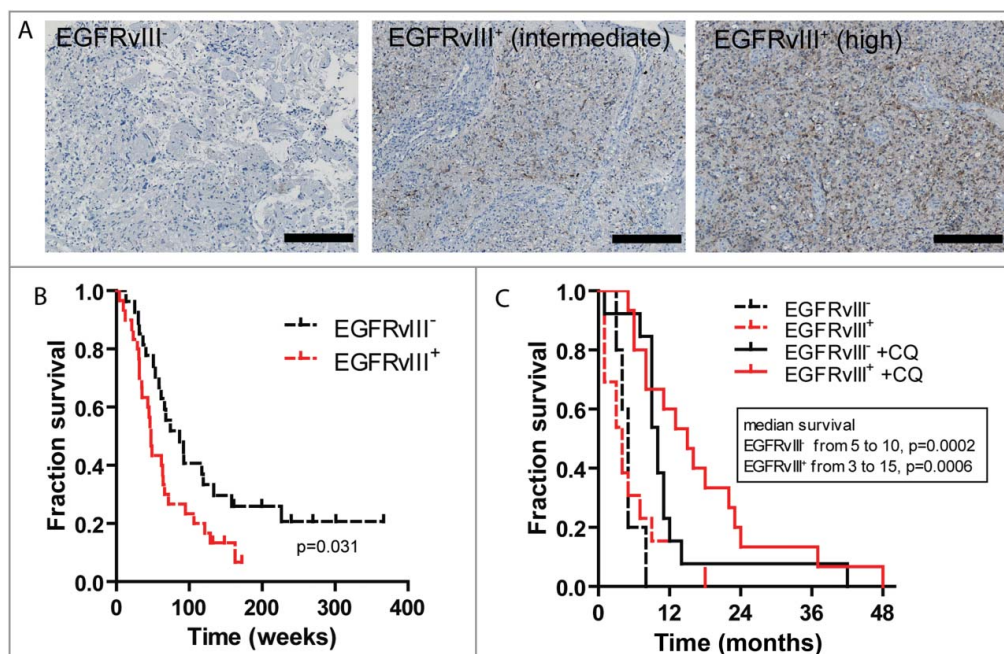 A
EGFRvIII⁻
EGFRvIII⁺ (intermediate)
EGFRvIII⁺ (high)
B
1.0
0.8
0.6
0.4
0.2
0.0
Fraction survival
EGFRvIII⁻
EGFRvIII⁺
p=0.031
0 100 200 300 400
Time (weeks)
C
1.0
0.8
0.6
0.4
0.2
0.0
Fraction survival
EGFRvIII⁻
EGFRvIII⁺
EGFRvIII⁻ +CQ
EGFRvIII⁺ +CQ
median survival
EGFRvIII⁻ from 5 to 10, p=0.0002
EGFRvIII⁺ from 3 to 15, p=0.0006
0 12 24 36 48
Time (months)